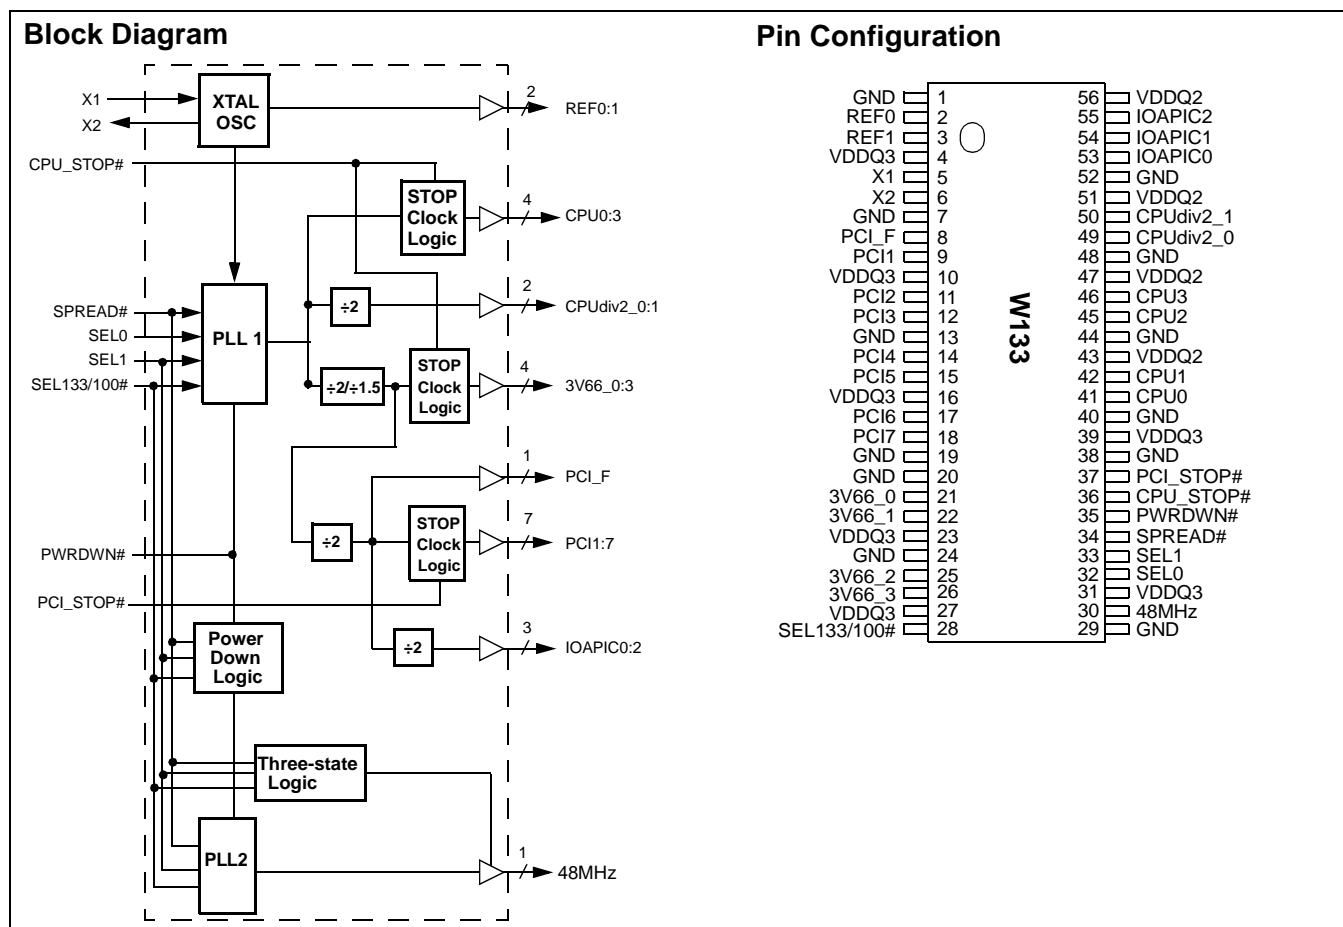 Block Diagram
X1
X2
XTAL
OSC
2
REF0:1
CPU_STOP#
STOP
Clock
Logic
4
CPU0:3
SPREAD#
SEL0
SEL1
SEL133/100#
PLL 1
÷2
2
CPUdiv2_0:1
÷2/÷1.5
STOP
Clock
Logic
4
3V66_0:3
1
PCI_F
÷2
STOP
Clock
Logic
7
PCI1:7
PWRDWN#
PCI_STOP#
÷2
3
IOAPIC0:2
Power
Down
Logic
Three-state
Logic
PLL2
1
48MHz
Pin Configuration
W133
GND 1 56 VDDQ2
REF0 2 55 IOAPIC2
REF1 3 54 IOAPIC1
VDDQ3 4 53 IOAPIC0
X1 5 52 GND
X2 6 51 VDDQ2
GND 7 50 CPUdiv2_1
PCI_F 8 49 CPUdiv2_0
PCI1 9 48 GND
VDDQ3 10 47 VDDQ2
PCI2 11 46 CPU3
PCI3 12 45 CPU2
GND 13 44 GND
PCI4 14 43 VDDQ2
PCI5 15 42 CPU1
VDDQ3 16 41 CPU0
PCI6 17 40 GND
PCI7 18 39 VDDQ3
GND 19 38 GND
GND 20 37 PCI_STOP#
3V66_0 21 36 CPU_STOP#
3V66_1 22 35 PWRDWN#
VDDQ3 23 34 SPREAD#
GND 24 33 SEL1
3V66_2 25 32 SEL0
3V66_3 26 31 VDDQ3
VDDQ3 27 30 48MHz
SEL133/100# 28 29 GND